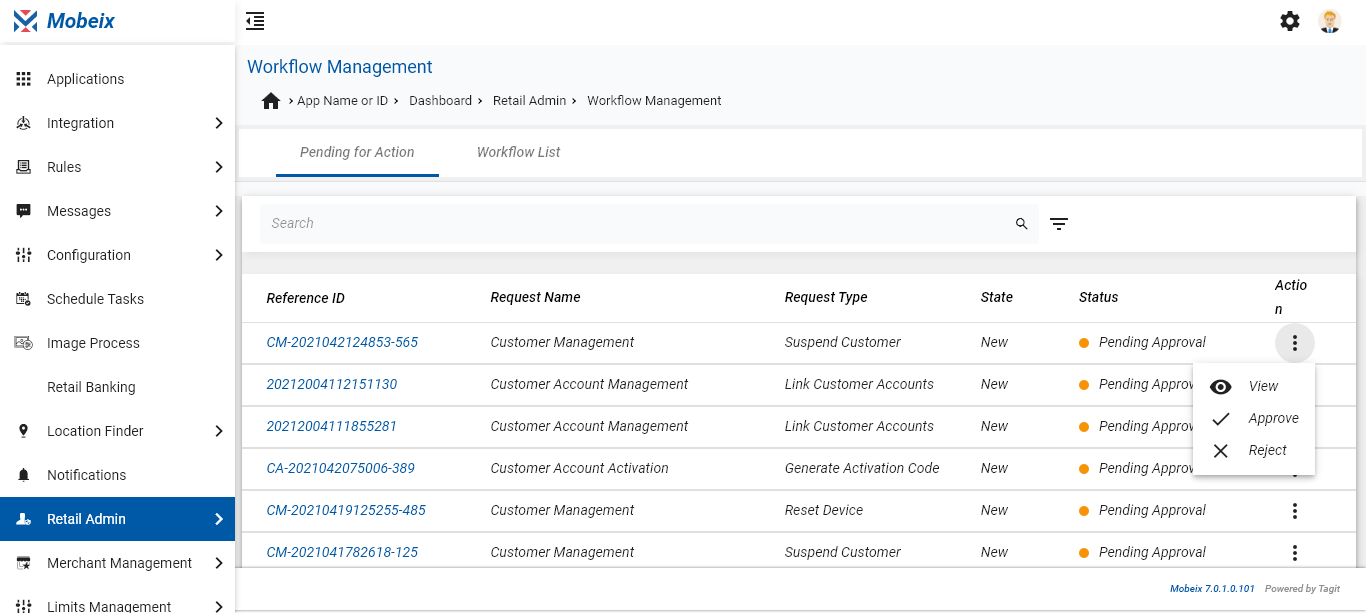 Mobeix
Applications
Integration
Rules
Messages
Configuration
Schedule Tasks
Image Process
Retail Banking
Location Finder
Notifications
Retail Admin
Merchant Management
Limits Management
Workflow Management
App Name or ID Dashboard Retail Admin Workflow Management
Pending for Action Workflow List
Search
Reference ID Request Name Request Type State Status Actio
n
CM-2021042124853-565 Customer Management Suspend Customer New Pending Approval
20212004112151130 Customer Account Management Link Customer Accounts New Pending Approv
20212004111855281 Customer Account Management Link Customer Accounts New Pending Approv
CA-2021042075006-389 Customer Account Activation Generate Activation Code New Pending Approv
CM-20210419125255-485 Customer Management Reset Device New Pending Approval
CM-2021041782618-125 Customer Management Suspend Customer New Pending Approval
View
Approve
Reject
Mobeix 7.0.1.0.101 Powered by Tagit